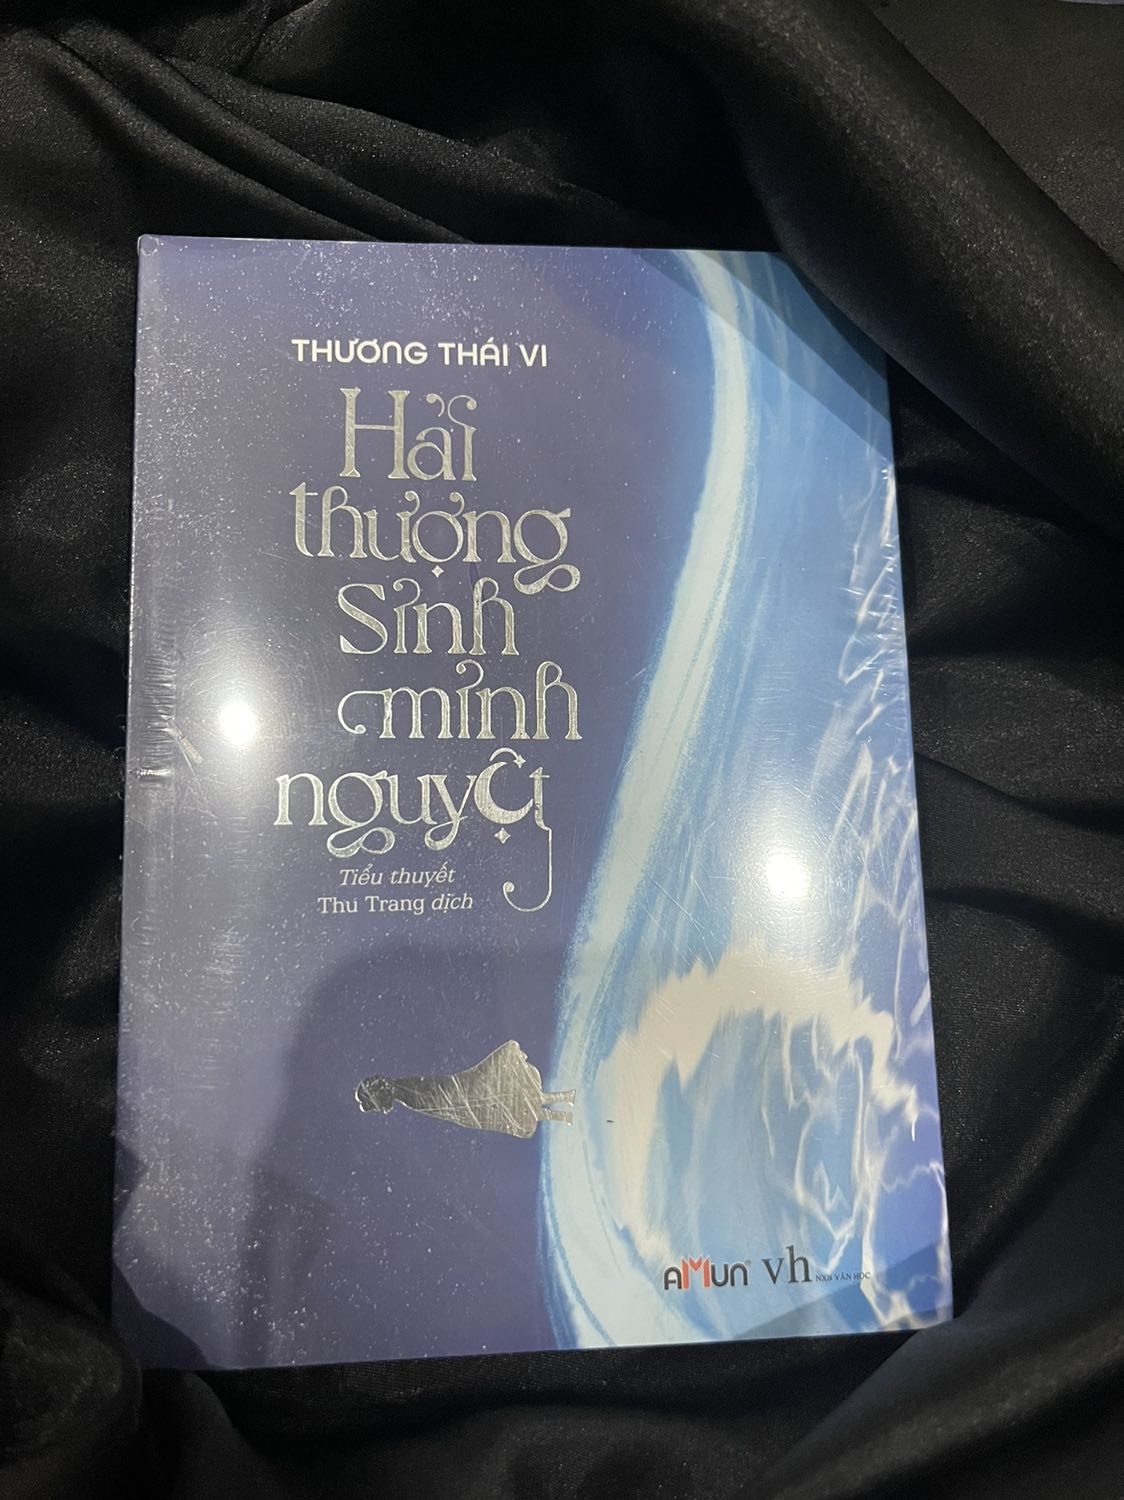 THƯƠNG THÁI VI
Hải
thượng
Sinh
minh
nguyệt
Tiểu thuyết
Thu Trang dịch
AMUN vh NXB VĂN HỌC